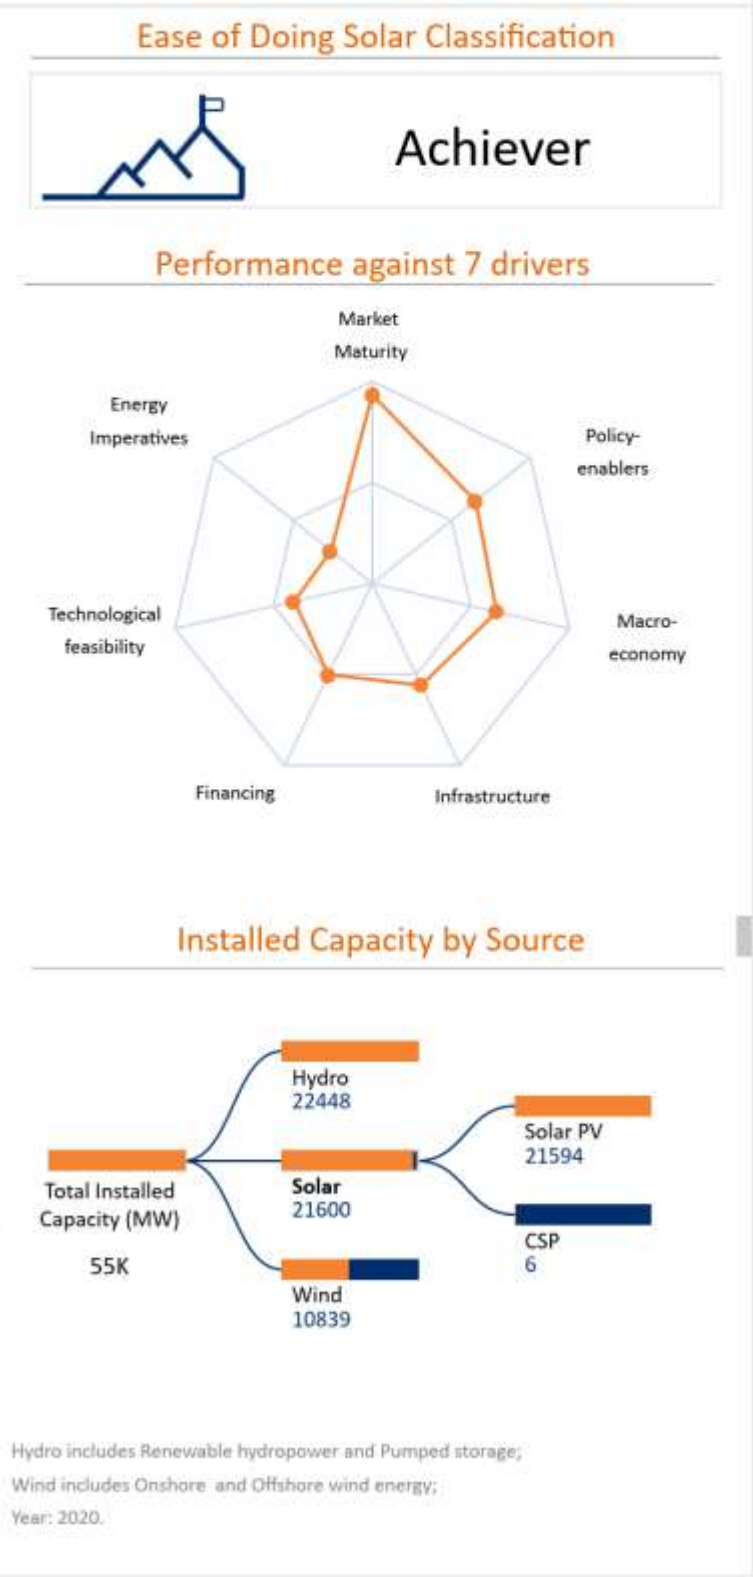 Ease of Doing Solar Classification
Achiever
Performance against 7 drivers
Market
Maturity
Energy
Imperatives
Policy-
enablers
Technological
feasibility
Macro-
economy
Financing
Infrastructure
Installed Capacity by Source
Hydro
22448
Solar PV
21594
Total Installed
Capacity (MW)
55K
Solar
21600
CSP
6
Wind
10839
Hydro includes Renewable hydropower and Pumped storage;
Wind includes Onshore and Offshore wind energy;
Year: 2020.